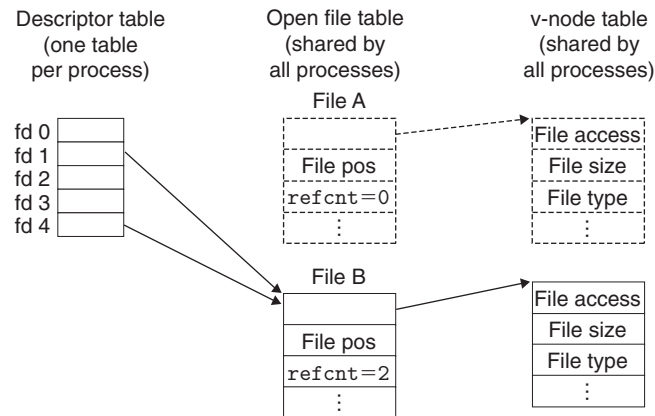 Descriptor table
(one table
per process)
Open file table
(shared by
all processes)
v-node table
(shared by
all processes)
fd 0
fd 1
fd 2
fd 3
fd 4
File A
File pos
refcnt=0
⋮
File access
File size
File type
⋮
File B
File pos
refcnt=2
⋮
File access
File size
File type
⋮